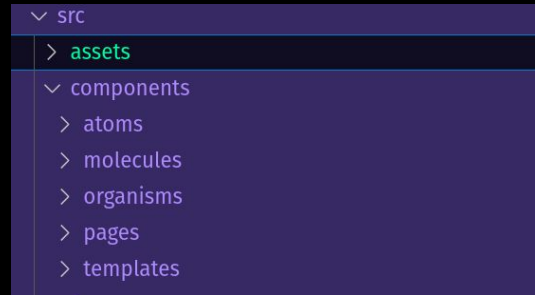 src
assets
components
atoms
molecules
organisms
pages
templates